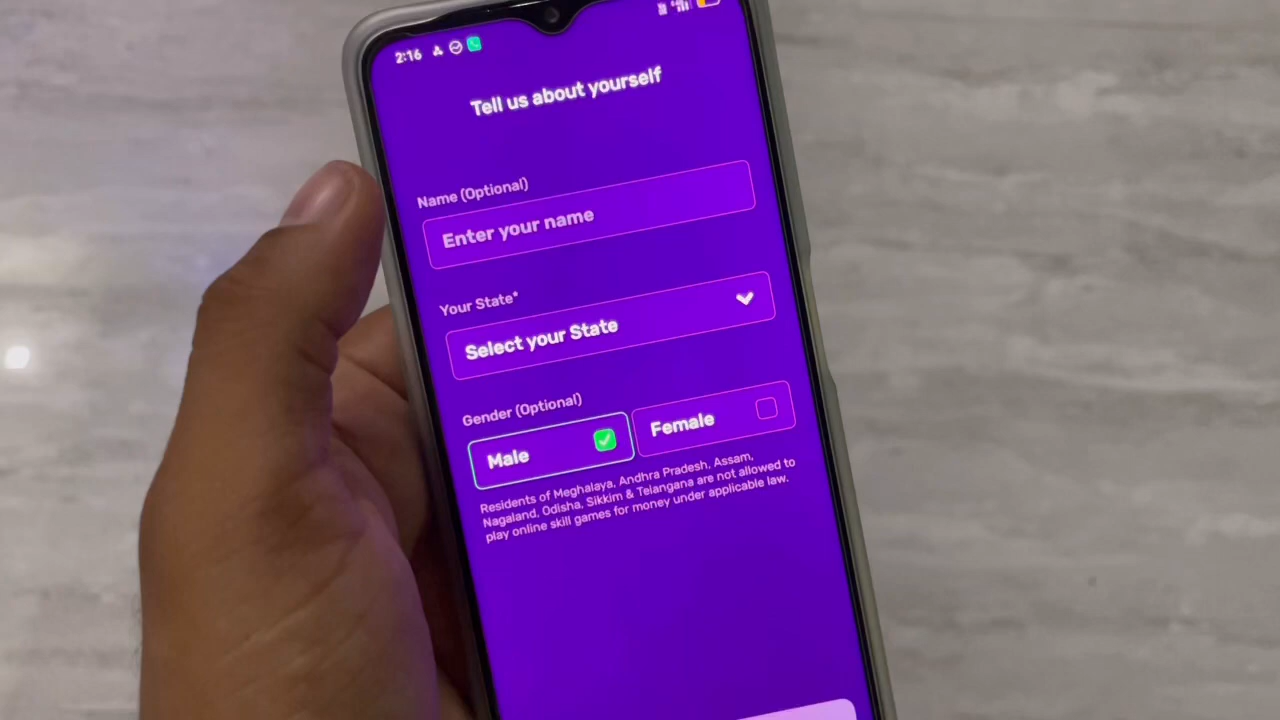 2:16
Tell us about yourself
Name (Optional)
Enter your name
Your State*
Select your State
Gender (Optional)
Male
Female
Residents of Meghalaya, Andhra Pradesh, Assam,
Nagaland, Odisha, Sikkim & Telangana are not allowed to
play online skill games for money under applicable law.